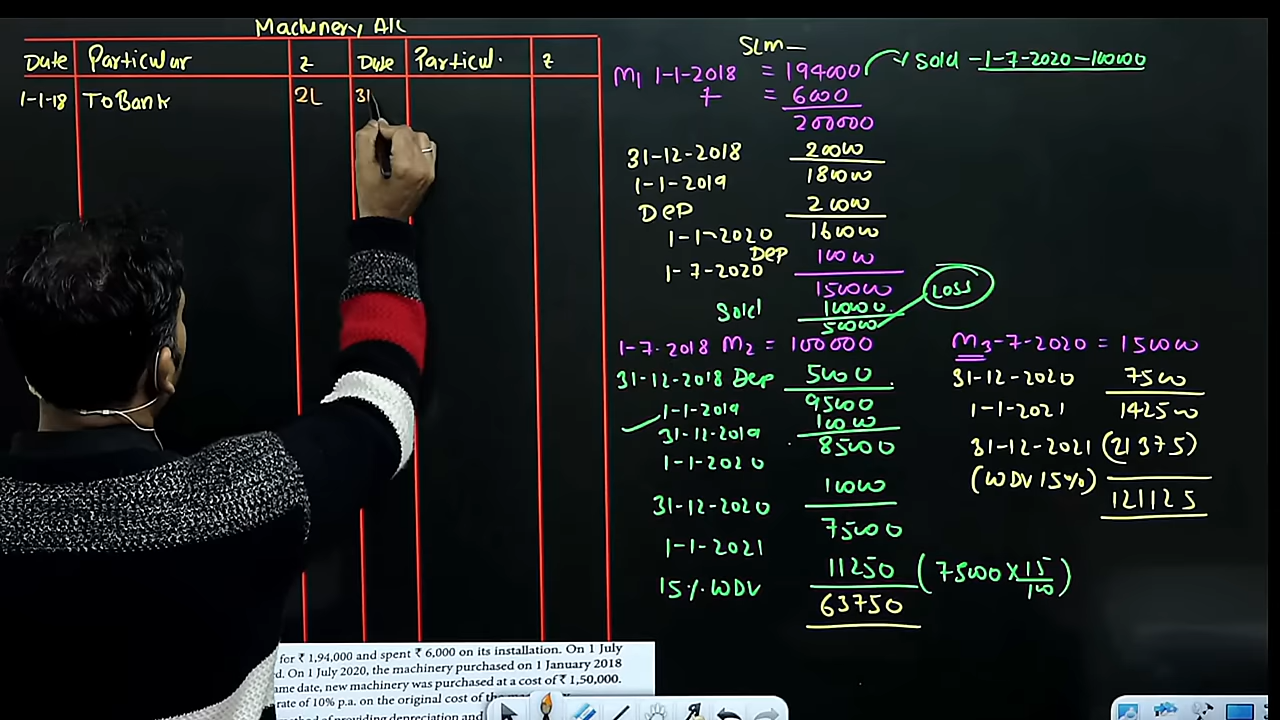 Machinery A/c
Date Particular ₹ Date Particul. ₹
1-1-18 To Bank 2L 31
SLM—
M1 1-1-2018 = 194000 → Sold - 1-7-2020 - 100000
+ = 6000
200000
31-12-2018 20000
1-1-2019 180000
DEP 20000
1-1-2020 160000
DEP 10000
1-7-2020
150000
Sold 100000
50000 LOSS
1-7-2018 M2 = 100000
31-12-2018 Dep 5000
1-1-2019 95000
31-12-2019 10000
1-1-2020 85000
31-12-2020 10000
75000
1-1-2021
15% WDV 11250 (75000 × 15/100)
63750
M3-7-2020 = 150000
31-12-2020 7500
1-1-2021 142500
31-12-2021 (21375)
(WDV 15%)
121125
for ₹ 1,94,000 and spent ₹ 6,000 on its installation. On 1 July
d. On 1 July 2020, the machinery purchased on 1 January 2018
ame date, new machinery was purchased at a cost of ₹ 1,50,000.
rate of 10% p.a. on the original cost of the
method of providing depreciation and